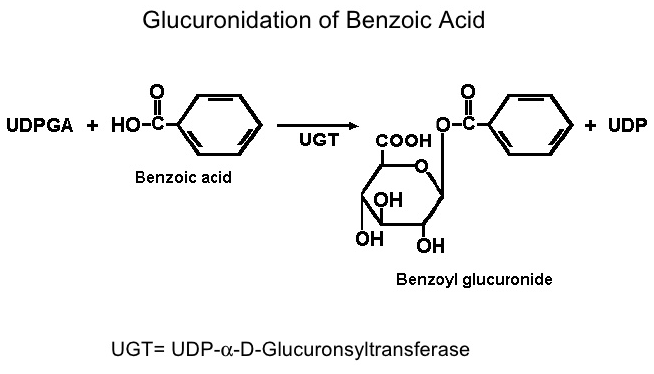 Glucuronidation of Benzoic Acid
UDPGA + HO-C
O
UGT
Benzoic acid
COOH
O
O-C
O
+ UDP
OH
OH
OH
Benzoyl glucuronide
UGT= UDP-α-D-Glucuronsyltransferase